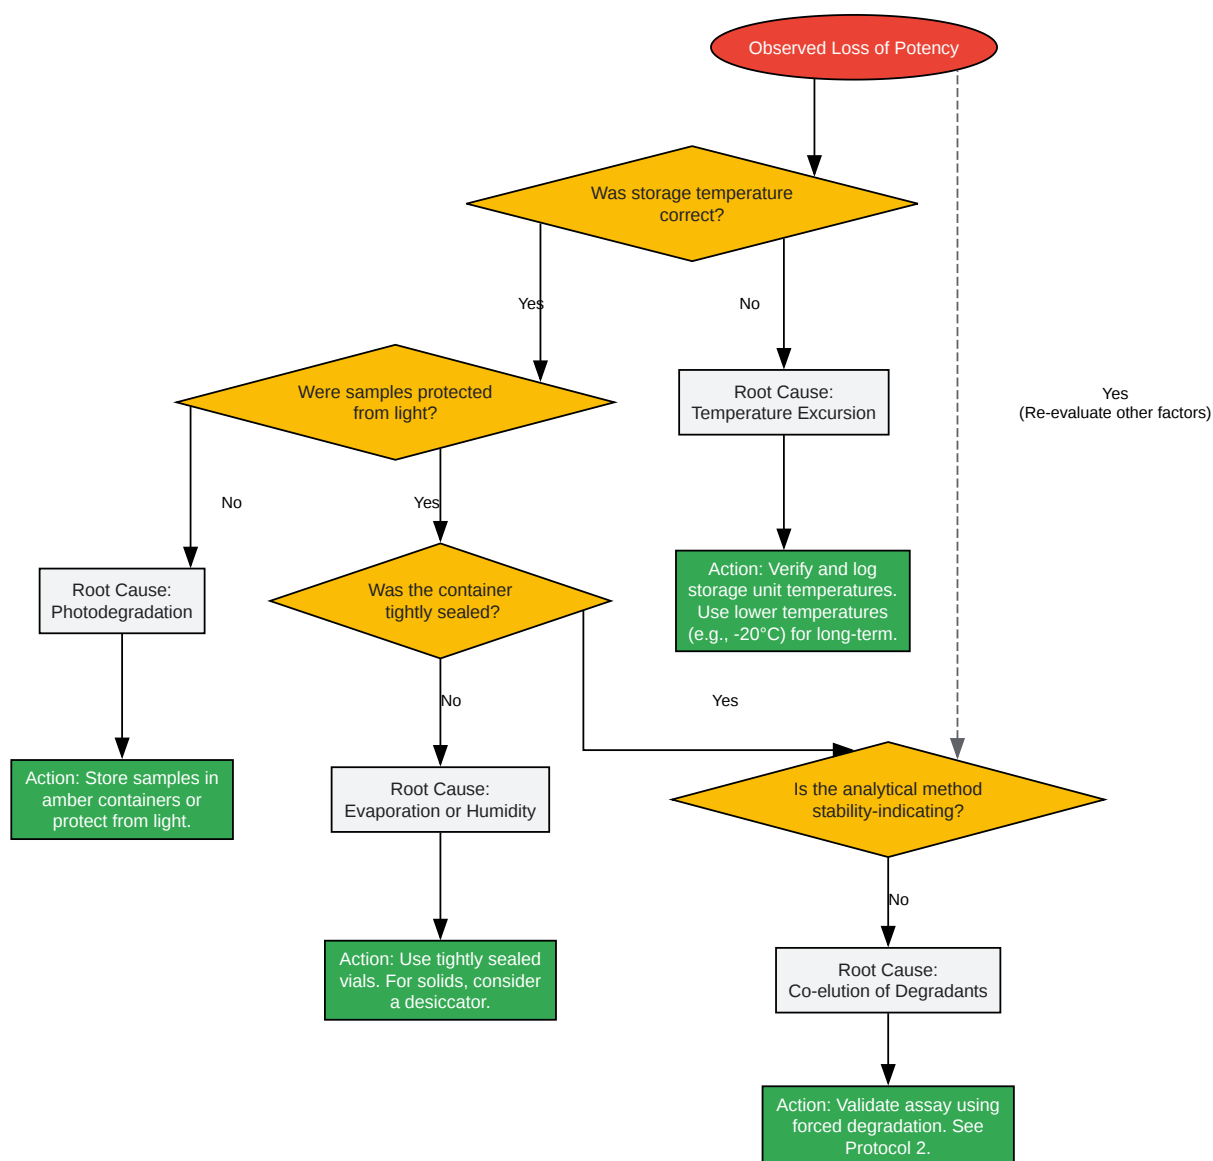 Observed Loss of Potency
Was storage temperature
correct?
Yes
No
Were samples protected
from light?
Root Cause:
Temperature Excursion
Yes
(Re-evaluate other factors)
No
Yes
Root Cause:
Photodegradation
Was the container
tightly sealed?
Action: Verify and log
storage unit temperatures.
Use lower temperatures
(e.g., -20°C) for long-term.
No
Yes
Action: Store samples in
amber containers or
protect from light.
Root Cause:
Evaporation or Humidity
Is the analytical method
stability-indicating?
No
Action: Use tightly sealed
vials. For solids, consider
a desiccator.
Root Cause:
Co-elution of Degradants
Action: Validate assay using
forced degradation. See
Protocol 2.